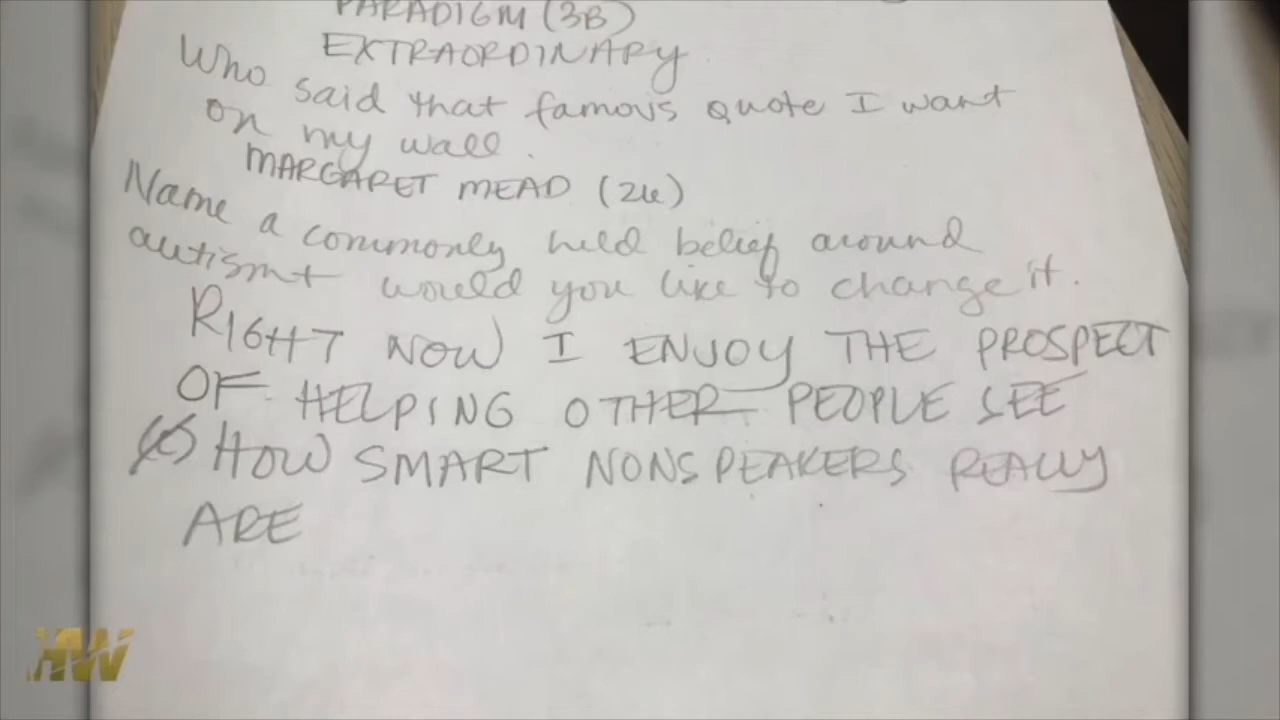 PARADIGM (3B)
EXTRAORDINARY
Who said that famous quote I want
on my wall.
MARGARET MEAD (24)
Name a commonly held belief around
autism + would you like to change it.
RIGHT NOW I ENJOY THE PROSPECT
OF HELPING OTHER PEOPLE SEE
HOW SMART NONSPEAKERS REALLY
ARE
HW